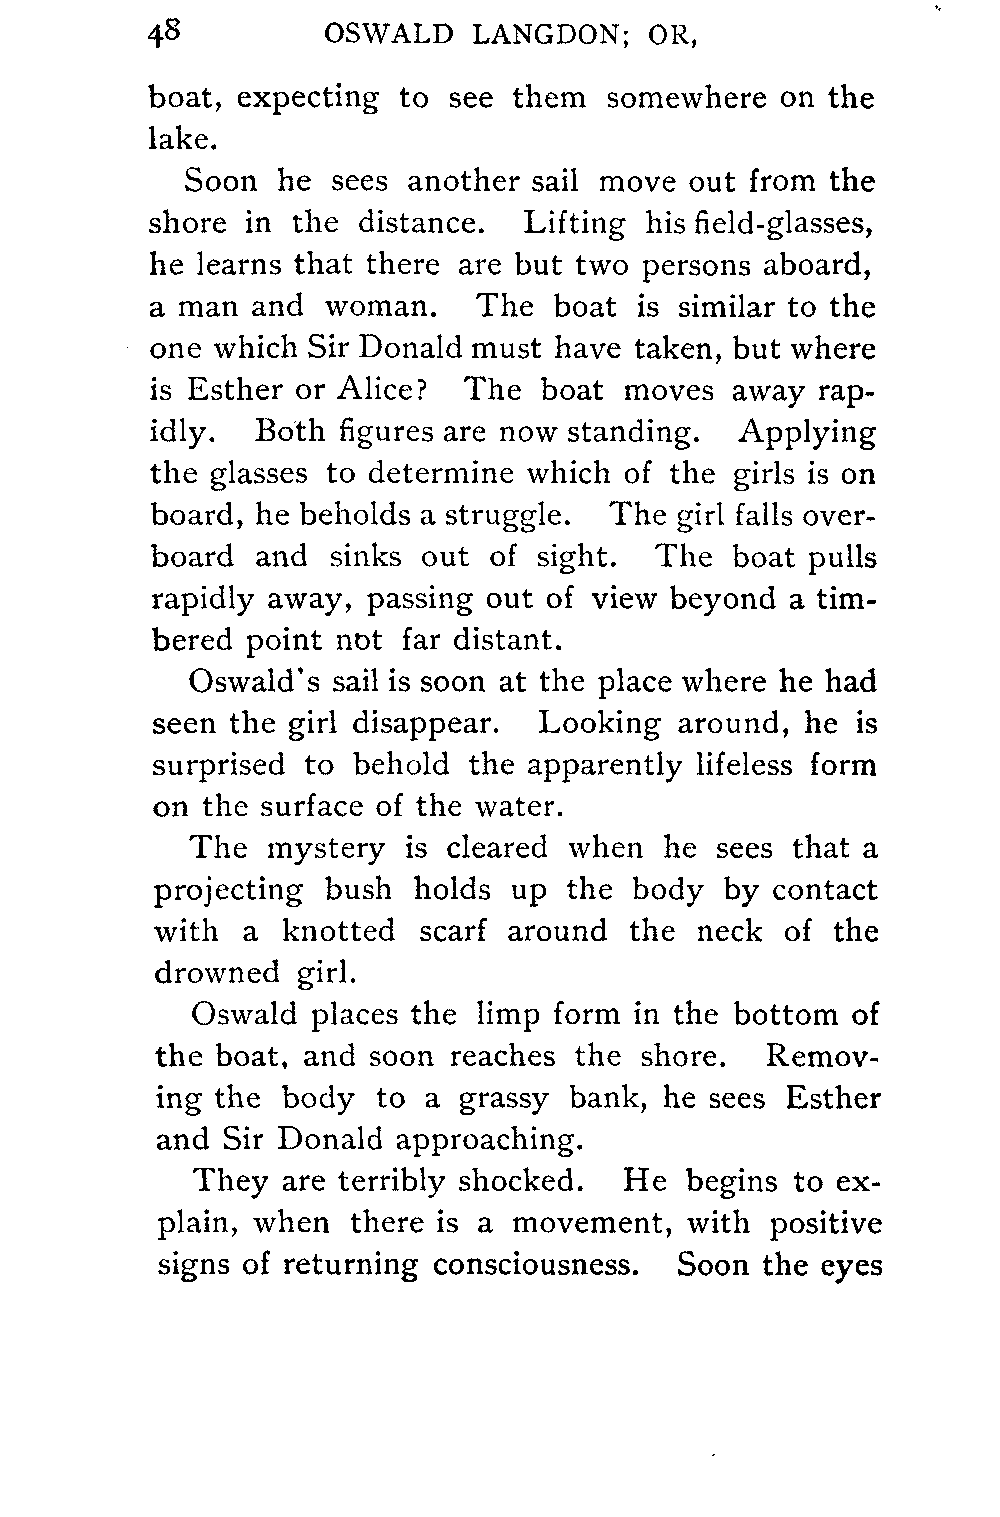 48 OSWALD LANGDON; OR,
boat, expecting to see them somewhere on the
lake.
Soon he sees another sail move out from the
shore in the distance. Lifting his field-glasses,
he learns that there are but two persons aboard,
a man and woman. The boat is similar to the
one which Sir Donald must have taken, but where
is Esther or Alice? The boat moves away rap-
idly. Both figures are now standing. Applying
the glasses to determine which of the girls is on
board, he beholds a struggle. The girl falls over-
board and sinks out of sight. The boat pulls
rapidly away, passing out of view beyond a tim-
bered point not far distant.
Oswald's sail is soon at the place where he had
seen the girl disappear. Looking around, he is
surprised to behold the apparently lifeless form
on the surface of the water.
The mystery is cleared when he sees that a
projecting bush holds up the body by contact
with a knotted scarf around the neck of the
drowned girl.
Oswald places the limp form in the bottom of
the boat, and soon reaches the shore. Remov-
ing the body to a grassy bank, he sees Esther
and Sir Donald approaching.
They are terribly shocked. He begins to ex-
plain, when there is a movement, with positive
signs of returning consciousness. Soon the eyes